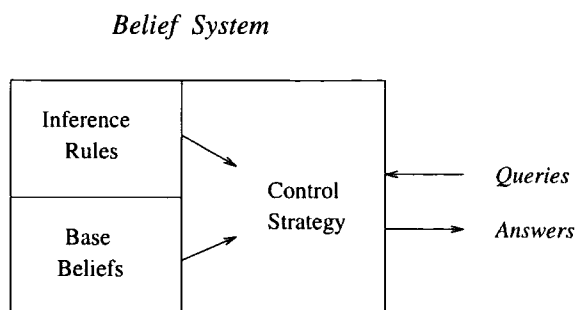 Belief System
Inference
Rules
Base
Beliefs
Control
Strategy
Queries
Answers